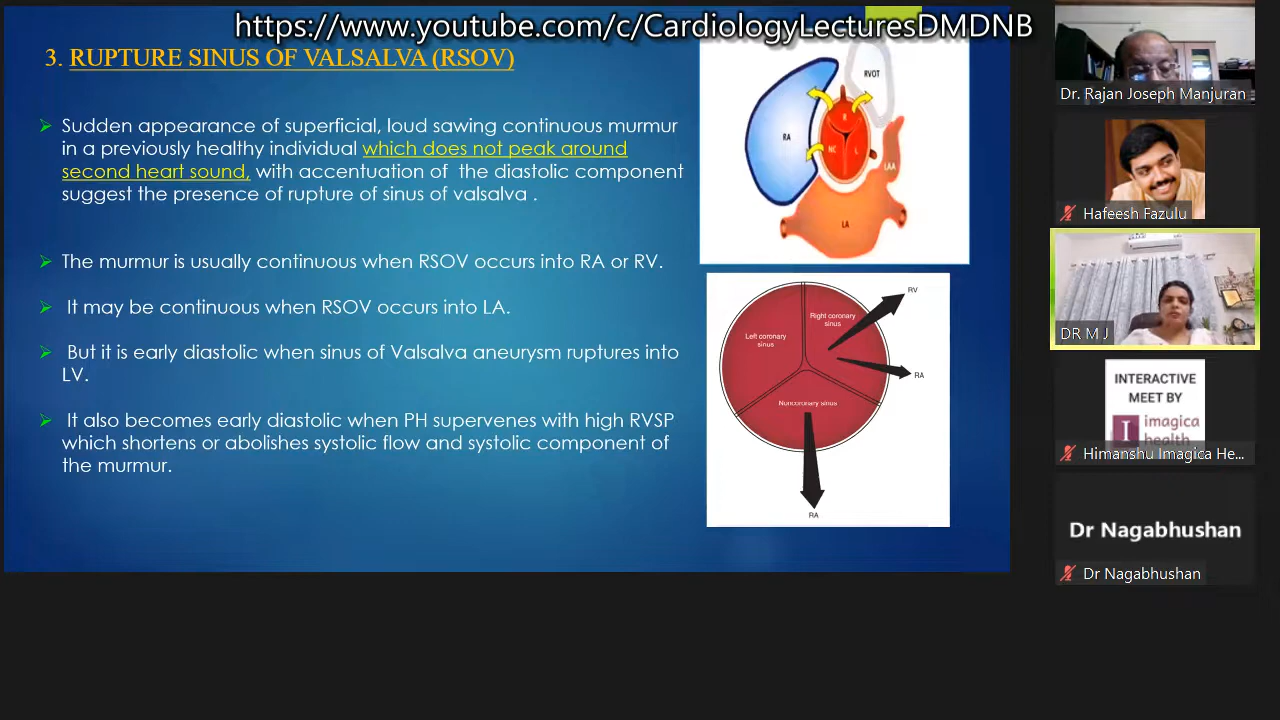 https://www.youtube.com/c/CardiologyLecturesDMDNB
3. RUPTURE SINUS OF VALSALVA (RSOV)
Sudden appearance of superficial, loud sawing continuous murmur
in a previously healthy individual which does not peak around
second heart sound, with accentuation of the diastolic component
suggest the presence of rupture of sinus of valsalva .
The murmur is usually continuous when RSOV occurs into RA or RV.
It may be continuous when RSOV occurs into LA.
But it is early diastolic when sinus of Valsalva aneurysm ruptures into
LV.
It also becomes early diastolic when PH supervenes with high RVSP
which shortens or abolishes systolic flow and systolic component of
the murmur.
RVOT
RA
R
NC
L
LAA
LA
RV
Right coronary
sinus
Left coronary
sinus
RA
Noncoronary sinus
RA
Dr. Rajan Joseph Manjuran
Hafeesh Fazulu
DR M J
INTERACTIVE
MEET BY
I imagica
health
Himanshu Imagica He...
Dr Nagabhushan
Dr Nagabhushan